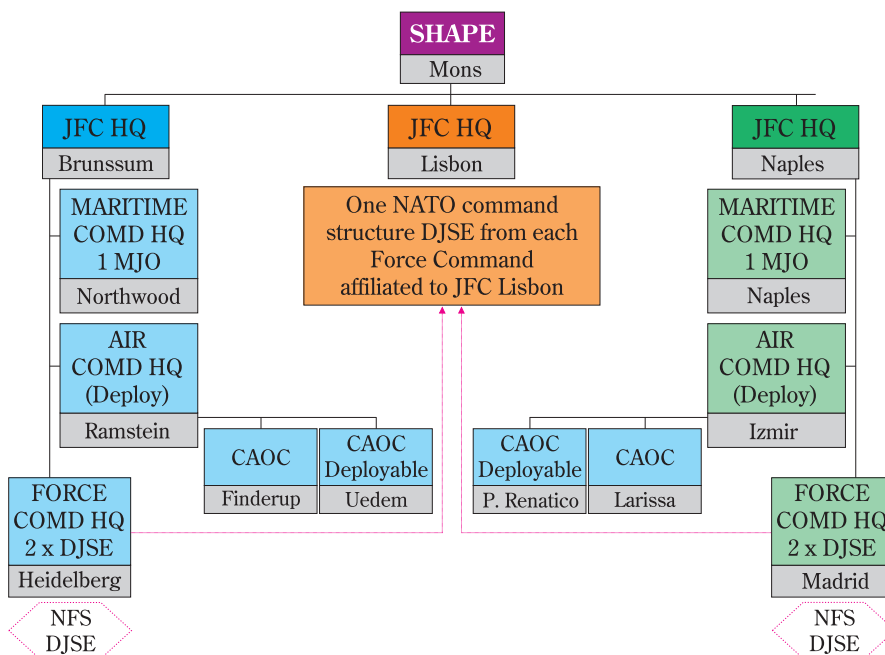 SHAPE
Mons
JFC HQ
Brunssum
JFC HQ
Lisbon
JFC HQ
Naples
MARITIME
COMD HQ
1 MJO
Northwood
One NATO command
structure DJSE from each
Force Command
affiliated to JFC Lisbon
MARITIME
COMD HQ
1 MJO
Naples
AIR
COMD HQ
(Deploy)
Ramstein
AIR
COMD HQ
(Deploy)
Izmir
CAOC
Finderup
CAOC
Deployable
Uedem
CAOC
Deployable
P. Renatico
CAOC
Larissa
FORCE
COMD HQ
2 x DJSE
Heidelberg
FORCE
COMD HQ
2 x DJSE
Madrid
NFS
DJSE
NFS
DJSE